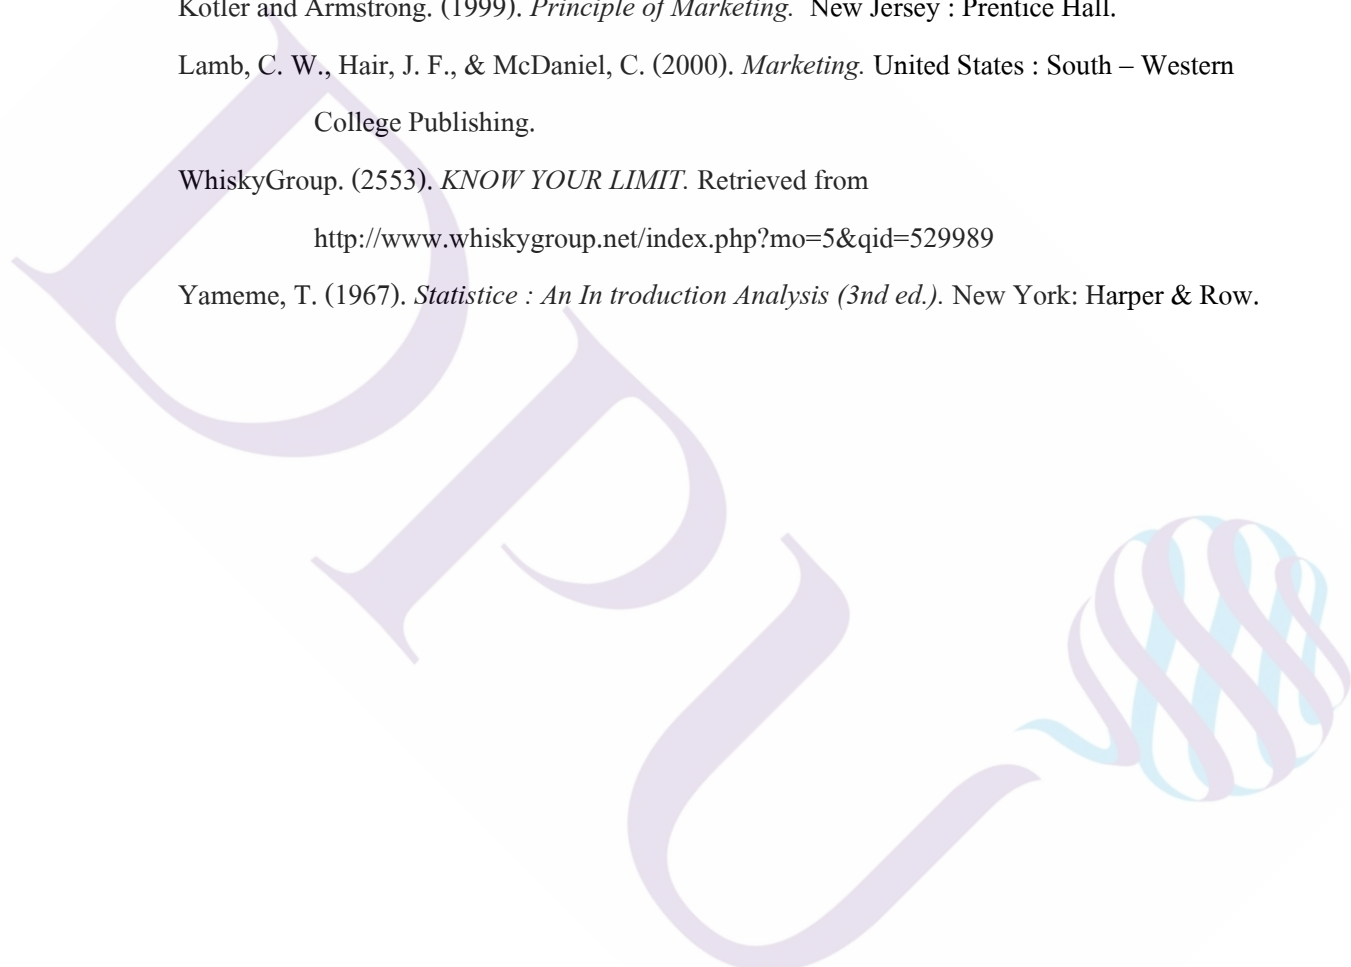 Kotler and Armstrong. (1999). Principle of Marketing. New Jersey : Prentice Hall.
Lamb, C. W., Hair, J. F., & McDaniel, C. (2000). Marketing. United States : South – Western
College Publishing.
WhiskyGroup. (2553). KNOW YOUR LIMIT. Retrieved from
http://www.whiskygroup.net/index.php?mo=5&qid=529989
Yameme, T. (1967). Statistice : An In troduction Analysis (3nd ed.). New York: Harper & Row.
DPU